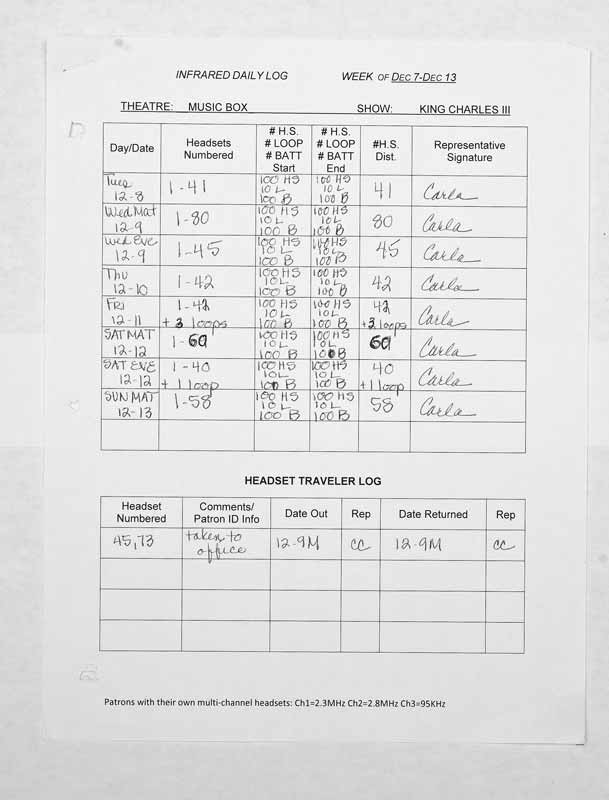 INFRARED DAILY LOG WEEK OF DEC 7-DEC 13
THEATRE: MUSIC BOX SHOW: KING CHARLES III
Day/Date Headsets Numbered # H.S. # LOOP # BATT Start # H.S. # LOOP # BATT End #H.S. Dist. Representative Signature
Tues 12-8 1-41 100 HS 10 L 100 B 100 HS 10 L 100 B 41 Carla
Wed Mat 12-9 1-80 100 HS 10 L 100 B 100 HS 10 L 100 B 80 Carla
Wed Eve 12-9 1-45 100 HS 10 L 100 B 100 HS 10 L 100 B 45 Carla
Thu 12-10 1-42 100 HS 10 L 100 B 100 HS 10 L 100 B 42 Carla
Fri 12-11 1-42 + 3 loops 100 HS 10 L 100 B 100 HS 10 L 100 B 42 + 3 loops Carla
SAT MAT 12-12 1-69 100 HS 10 L 100 B 100 HS 10 L 100 B 69 Carla
SAT EVE 12-12 1-40 + 1 loop 100 HS 10 L 100 B 100 HS 10 L 100 B 40 + 1 loop Carla
SUN MAT 12-13 1-58 100 HS 10 L 100 B 100 HS 10 L 100 B 58 Carla
HEADSET TRAVELER LOG
Headset Numbered Comments/ Patron ID Info Date Out Rep Date Returned Rep
45,73 taken to office 12-9M CC 12-9M CC
Patrons with their own multi-channel headsets: Ch1=2.3MHz Ch2=2.8MHz Ch3=95KHz